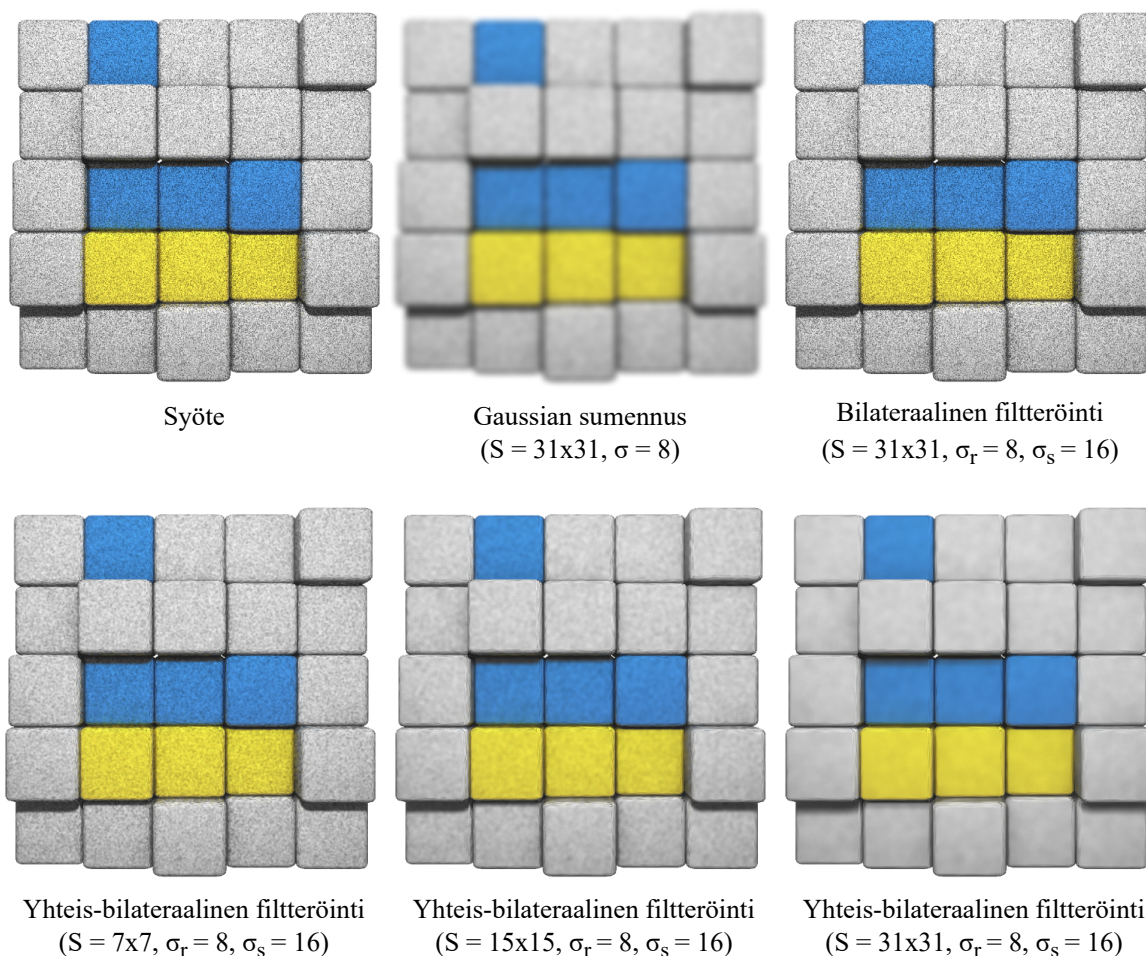 Syöte
Gaussian sumennus
(S = 31x31, σ = 8)
Bilateraalinen filtteröinti
(S = 31x31, σᵣ = 8, σₛ = 16)
Yhteis-bilateraalinen filtteröinti
(S = 7x7, σᵣ = 8, σₛ = 16)
Yhteis-bilateraalinen filtteröinti
(S = 15x15, σᵣ = 8, σₛ = 16)
Yhteis-bilateraalinen filtteröinti
(S = 31x31, σᵣ = 8, σₛ = 16)